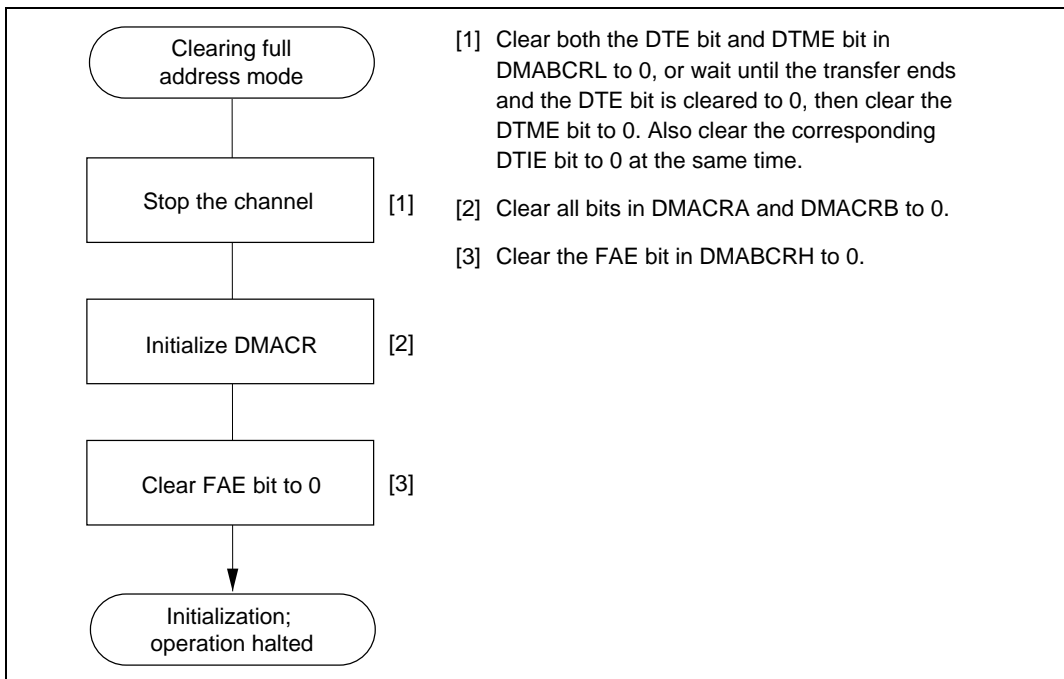 Clearing full
address mode
Stop the channel
[1]
Initialize DMACR
[2]
Clear FAE bit to 0
[3]
Initialization;
operation halted
[1] Clear both the DTE bit and DTME bit in
DMABCRL to 0, or wait until the transfer ends
and the DTE bit is cleared to 0, then clear the
DTME bit to 0. Also clear the corresponding
DTIE bit to 0 at the same time.
[2] Clear all bits in DMACRA and DMACRB to 0.
[3] Clear the FAE bit in DMABCRH to 0.